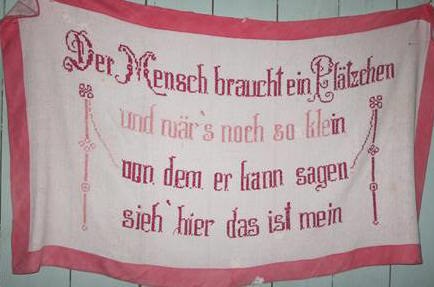 Der Mensch braucht ein Plätzchen
und wär's noch so klein
von dem er kann sagen
sieh' hier das ist mein